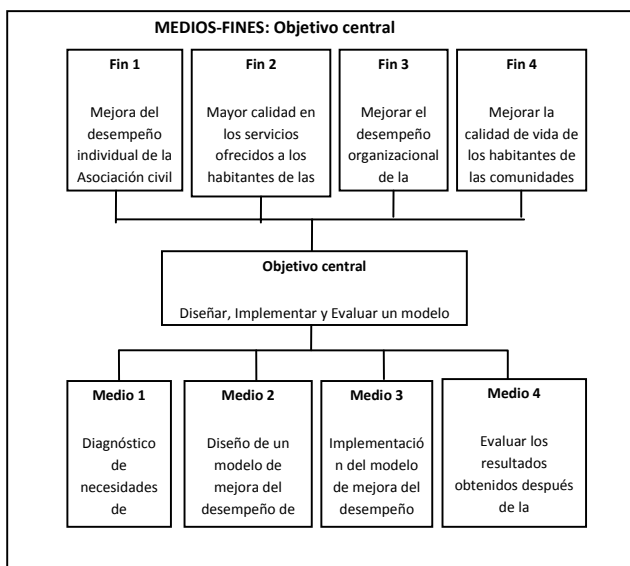 MEDIOS-FINES: Objetivo central
Fin 1
Mejora del
desempeño
individual de la
Asociación civil
Fin 2
Mayor calidad en
los servicios
ofrecidos a los
habitantes de las
Fin 3
Mejorar el
desempeño
organizacional
de la
Fin 4
Mejorar la
calidad de vida de
los habitantes de
las comunidades
Objetivo central
Diseñar, Implementar y Evaluar un modelo
Medio 1
Diagnóstico
de
necesidades
de
Medio 2
Diseño de un
modelo de
mejora del
desempeño de
Medio 3
Implementació
n del modelo
de mejora del
desempeño
Medio 4
Evaluar los
resultados
obtenidos después
de la